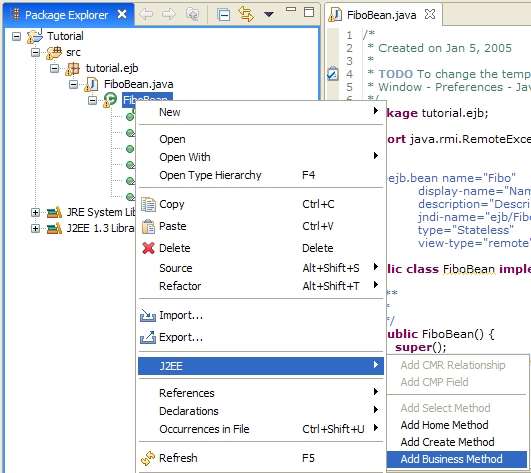 Package Explorer
Tutorial
src
tutorial.ejb
FiboBean.java
FiboBean
JRE System Lib
J2EE 1.3 Librar
New
Open
Open With
Open Type Hierarchy F4
Copy Ctrl+C
Paste Ctrl+V
Delete Delete
Source Alt+Shift+S
Refactor Alt+Shift+T
Import...
Export...
J2EE
References
Declarations
Occurrences in File Ctrl+Shift+U
Refresh F5
Add CMR Relationship
Add CMP Field
Add Select Method
Add Home Method
Add Create Method
Add Business Method
FiboBean.java
1 /*
2 * Created on Jan 5, 2005
3 *
4 * TODO To change the temp
5 * Window - Preferences - Jav
6 */
ckage tutorial.ejb;
ort java.rmi.RemoteExce
ejb.bean name="Fibo"
display-name="Nam
description="Descri
jndi-name="ejb/Fibo
type="Stateless"
view-type="remote"
lic class FiboBean imple
**
*
*/
public FiboBean() {
super();